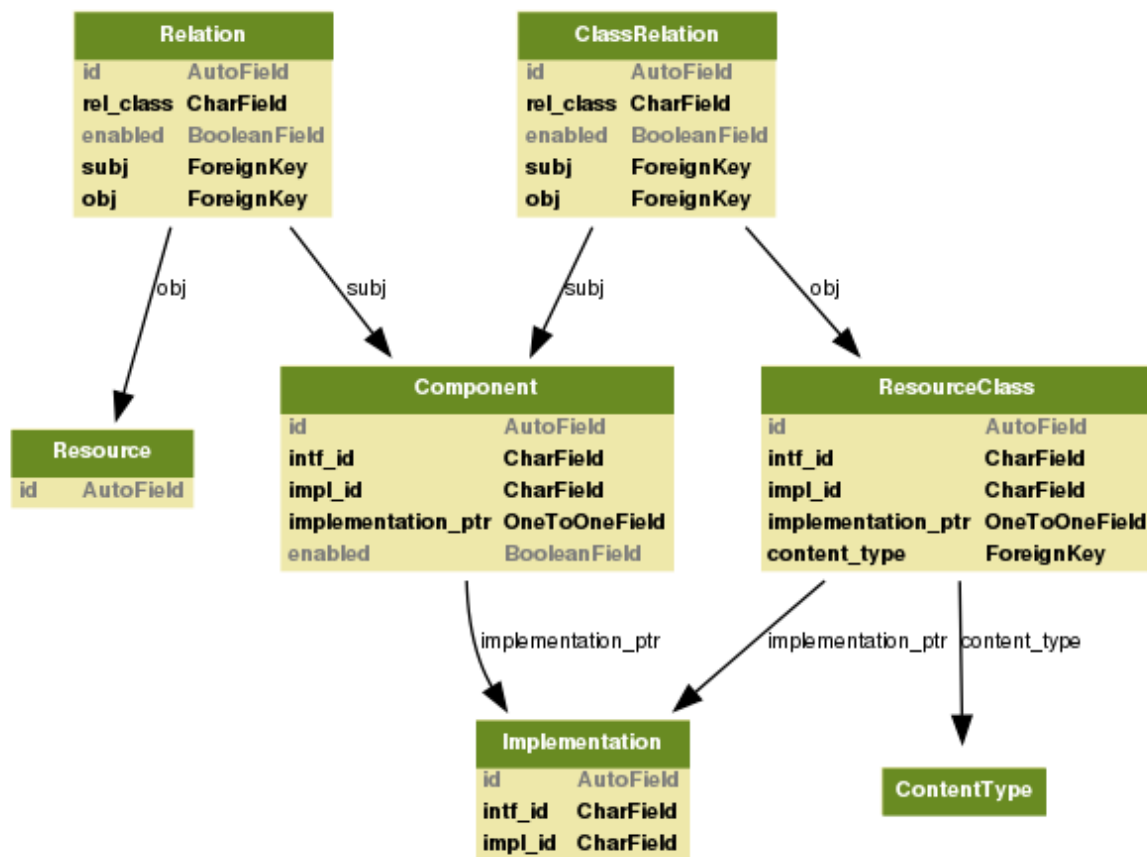 Relation
id AutoField
rel_class CharField
enabled BooleanField
subj ForeignKey
obj ForeignKey
ClassRelation
id AutoField
rel_class CharField
enabled BooleanField
subj ForeignKey
obj ForeignKey
obj
subj
subj
obj
Resource
id AutoField
Component
id AutoField
intf_id CharField
impl_id CharField
implementation_ptr OneToOneField
enabled BooleanField
ResourceClass
id AutoField
intf_id CharField
impl_id CharField
implementation_ptr OneToOneField
content_type ForeignKey
implementation_ptr
implementation_ptr
content_type
Implementation
id AutoField
intf_id CharField
impl_id CharField
ContentType